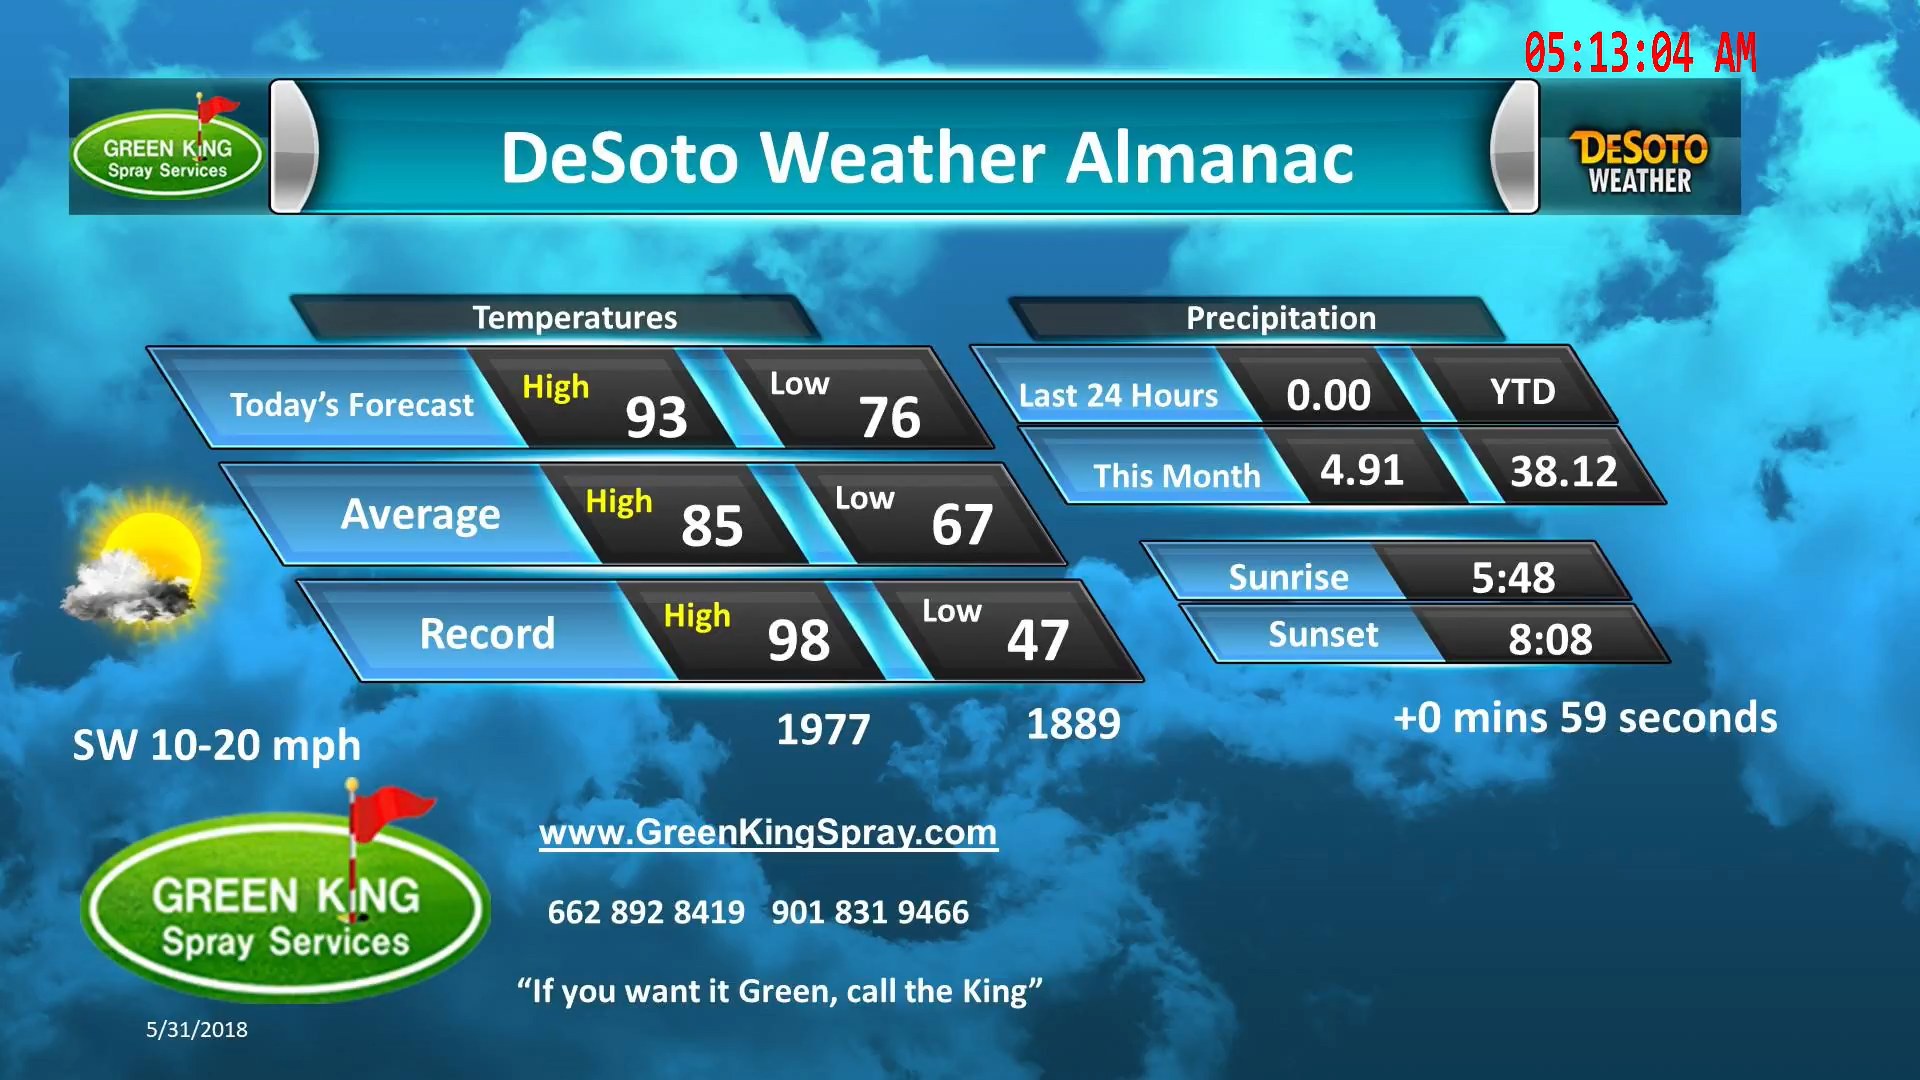 05:13:04 AM
GREEN KING
Spray Services
DeSoto Weather Almanac
DESOTO
WEATHER
Temperatures
Today’s Forecast High 93 Low 76
Average High 85 Low 67
Record High 98 Low 47
1977 1889
Precipitation
Last 24 Hours 0.00 YTD
This Month 4.91 38.12
Sunrise 5:48
Sunset 8:08
+0 mins 59 seconds
SW 10-20 mph
GREEN KING
Spray Services
www.GreenKingSpray.com
662 892 8419 901 831 9466
“If you want it Green, call the King”
5/31/2018